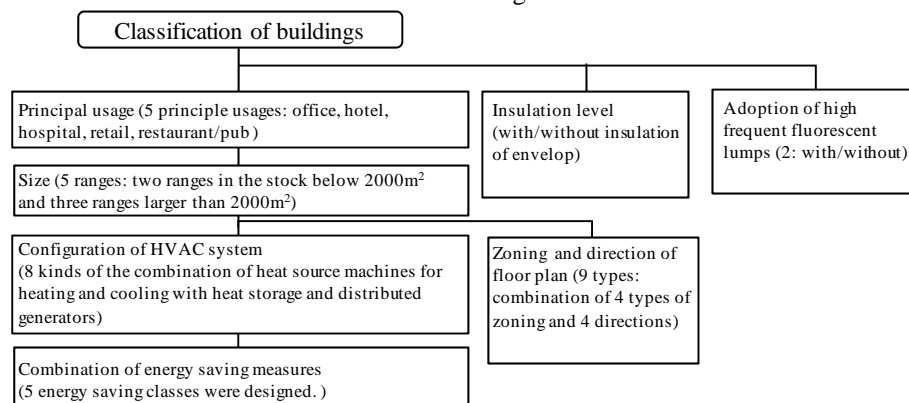 Classification of buildings
Principal usage (5 principle usages: office, hotel,
hospital, retail, restaurant/pub )
Insulation level
(with/without insulation
of envelop)
Adoption of high
frequent fluorescent
lumps (2: with/without)
Size (5 ranges: two ranges in the stock below 2000m²
and three ranges larger than 2000m²)
Configuration of HVAC system
(8 kinds of the combination of heat source machines for
heating and cooling with heat storage and distributed
generators)
Zoning and direction of
floor plan (9 types:
combination of 4 types of
zoning and 4 directions)
Combination of energy saving measures
(5 energy saving classes were designed. )